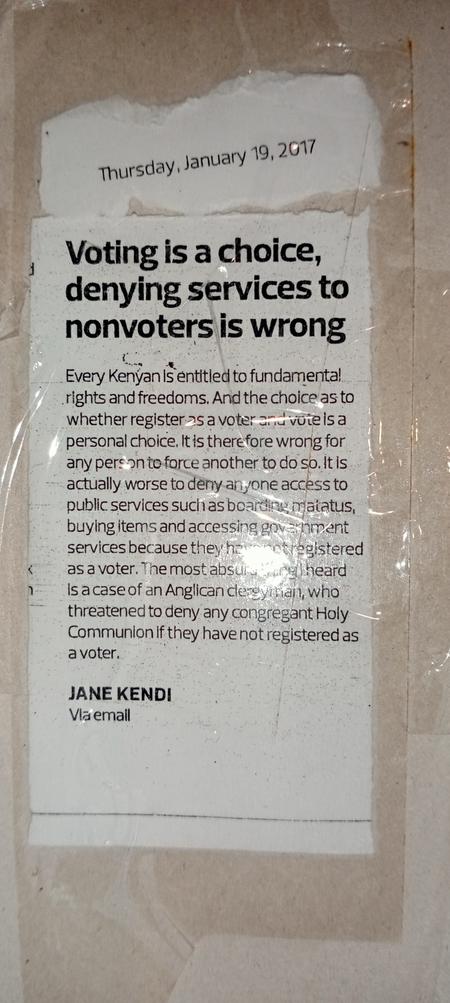 Thursday, January 19, 2017
Voting is a choice,
denying services to
nonvoters is wrong
Every Kenyan is entitled to fundamental
rights and freedoms. And the choice as to
whether register as a voter and vote is a
personal choice. It is therefore wrong for
any person to force another to do so. It is
actually worse to deny anyone access to
public services such as boarding matatus,
buying items and accessing government
services because they have not registered
as a voter. The most absurd thing I heard
is a case of an Anglican clergyman, who
threatened to deny any congregant Holy
Communion if they have not registered as
a voter.
JANE KENDI
Via email